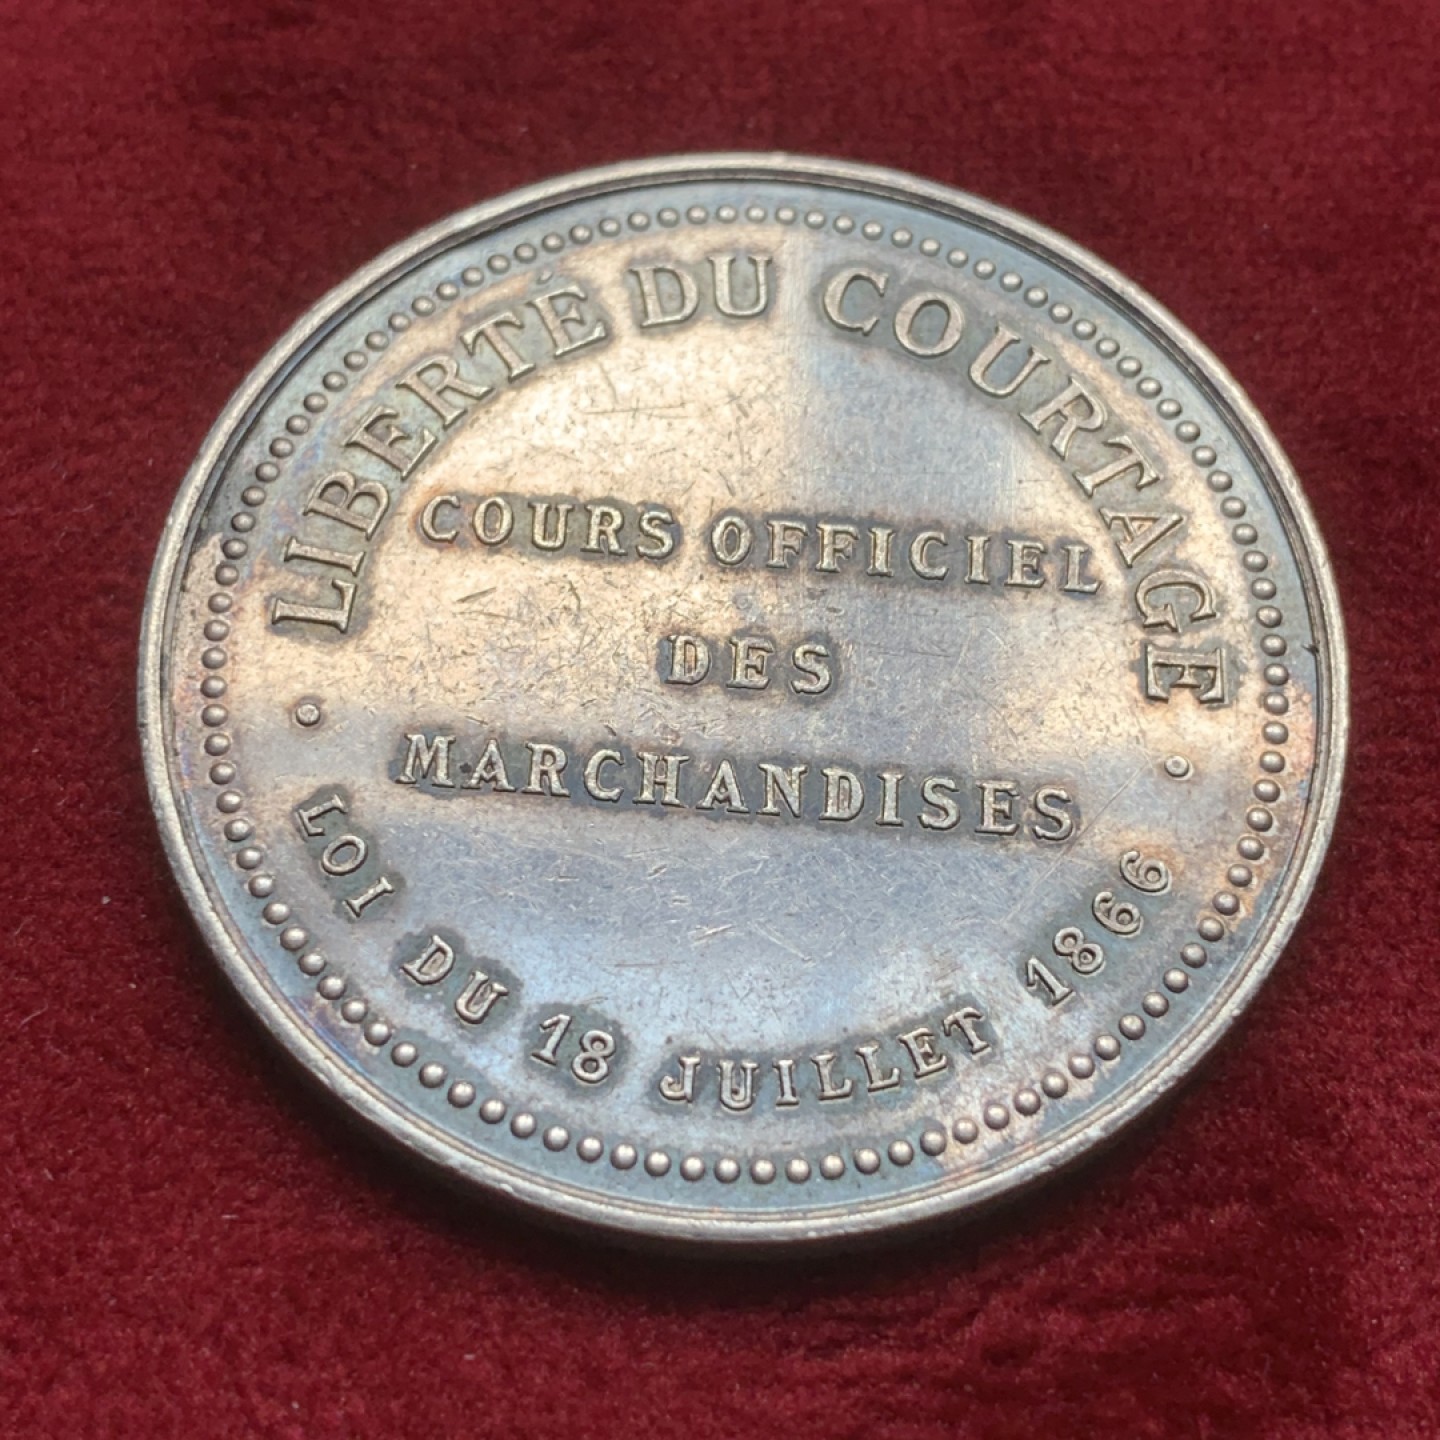 LIBERTÉ DU COURTAGE
COURS OFFICIEL
DES
MARCHANDISES
LOI DU 18 JUILLET 1866